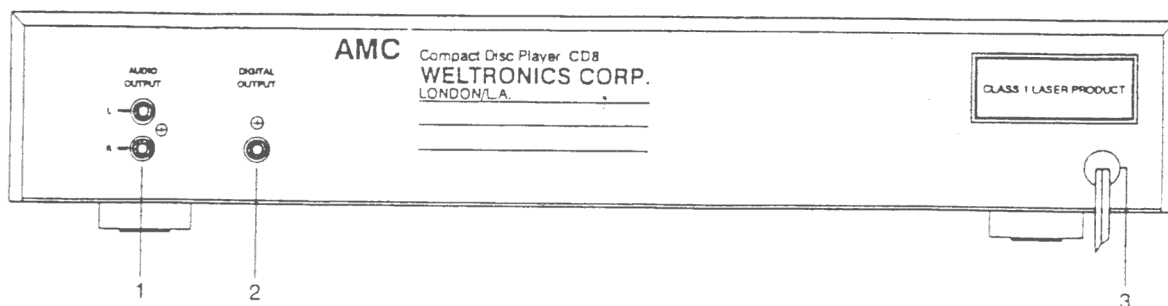 AMC
Compact Disc Player CD8
WELTRONICS CORP.
LONDON/L.A.
AUDIO
OUTPUT
DIGITAL
OUTPUT
L
R
CLASS 1 LASER PRODUCT
1
2
3